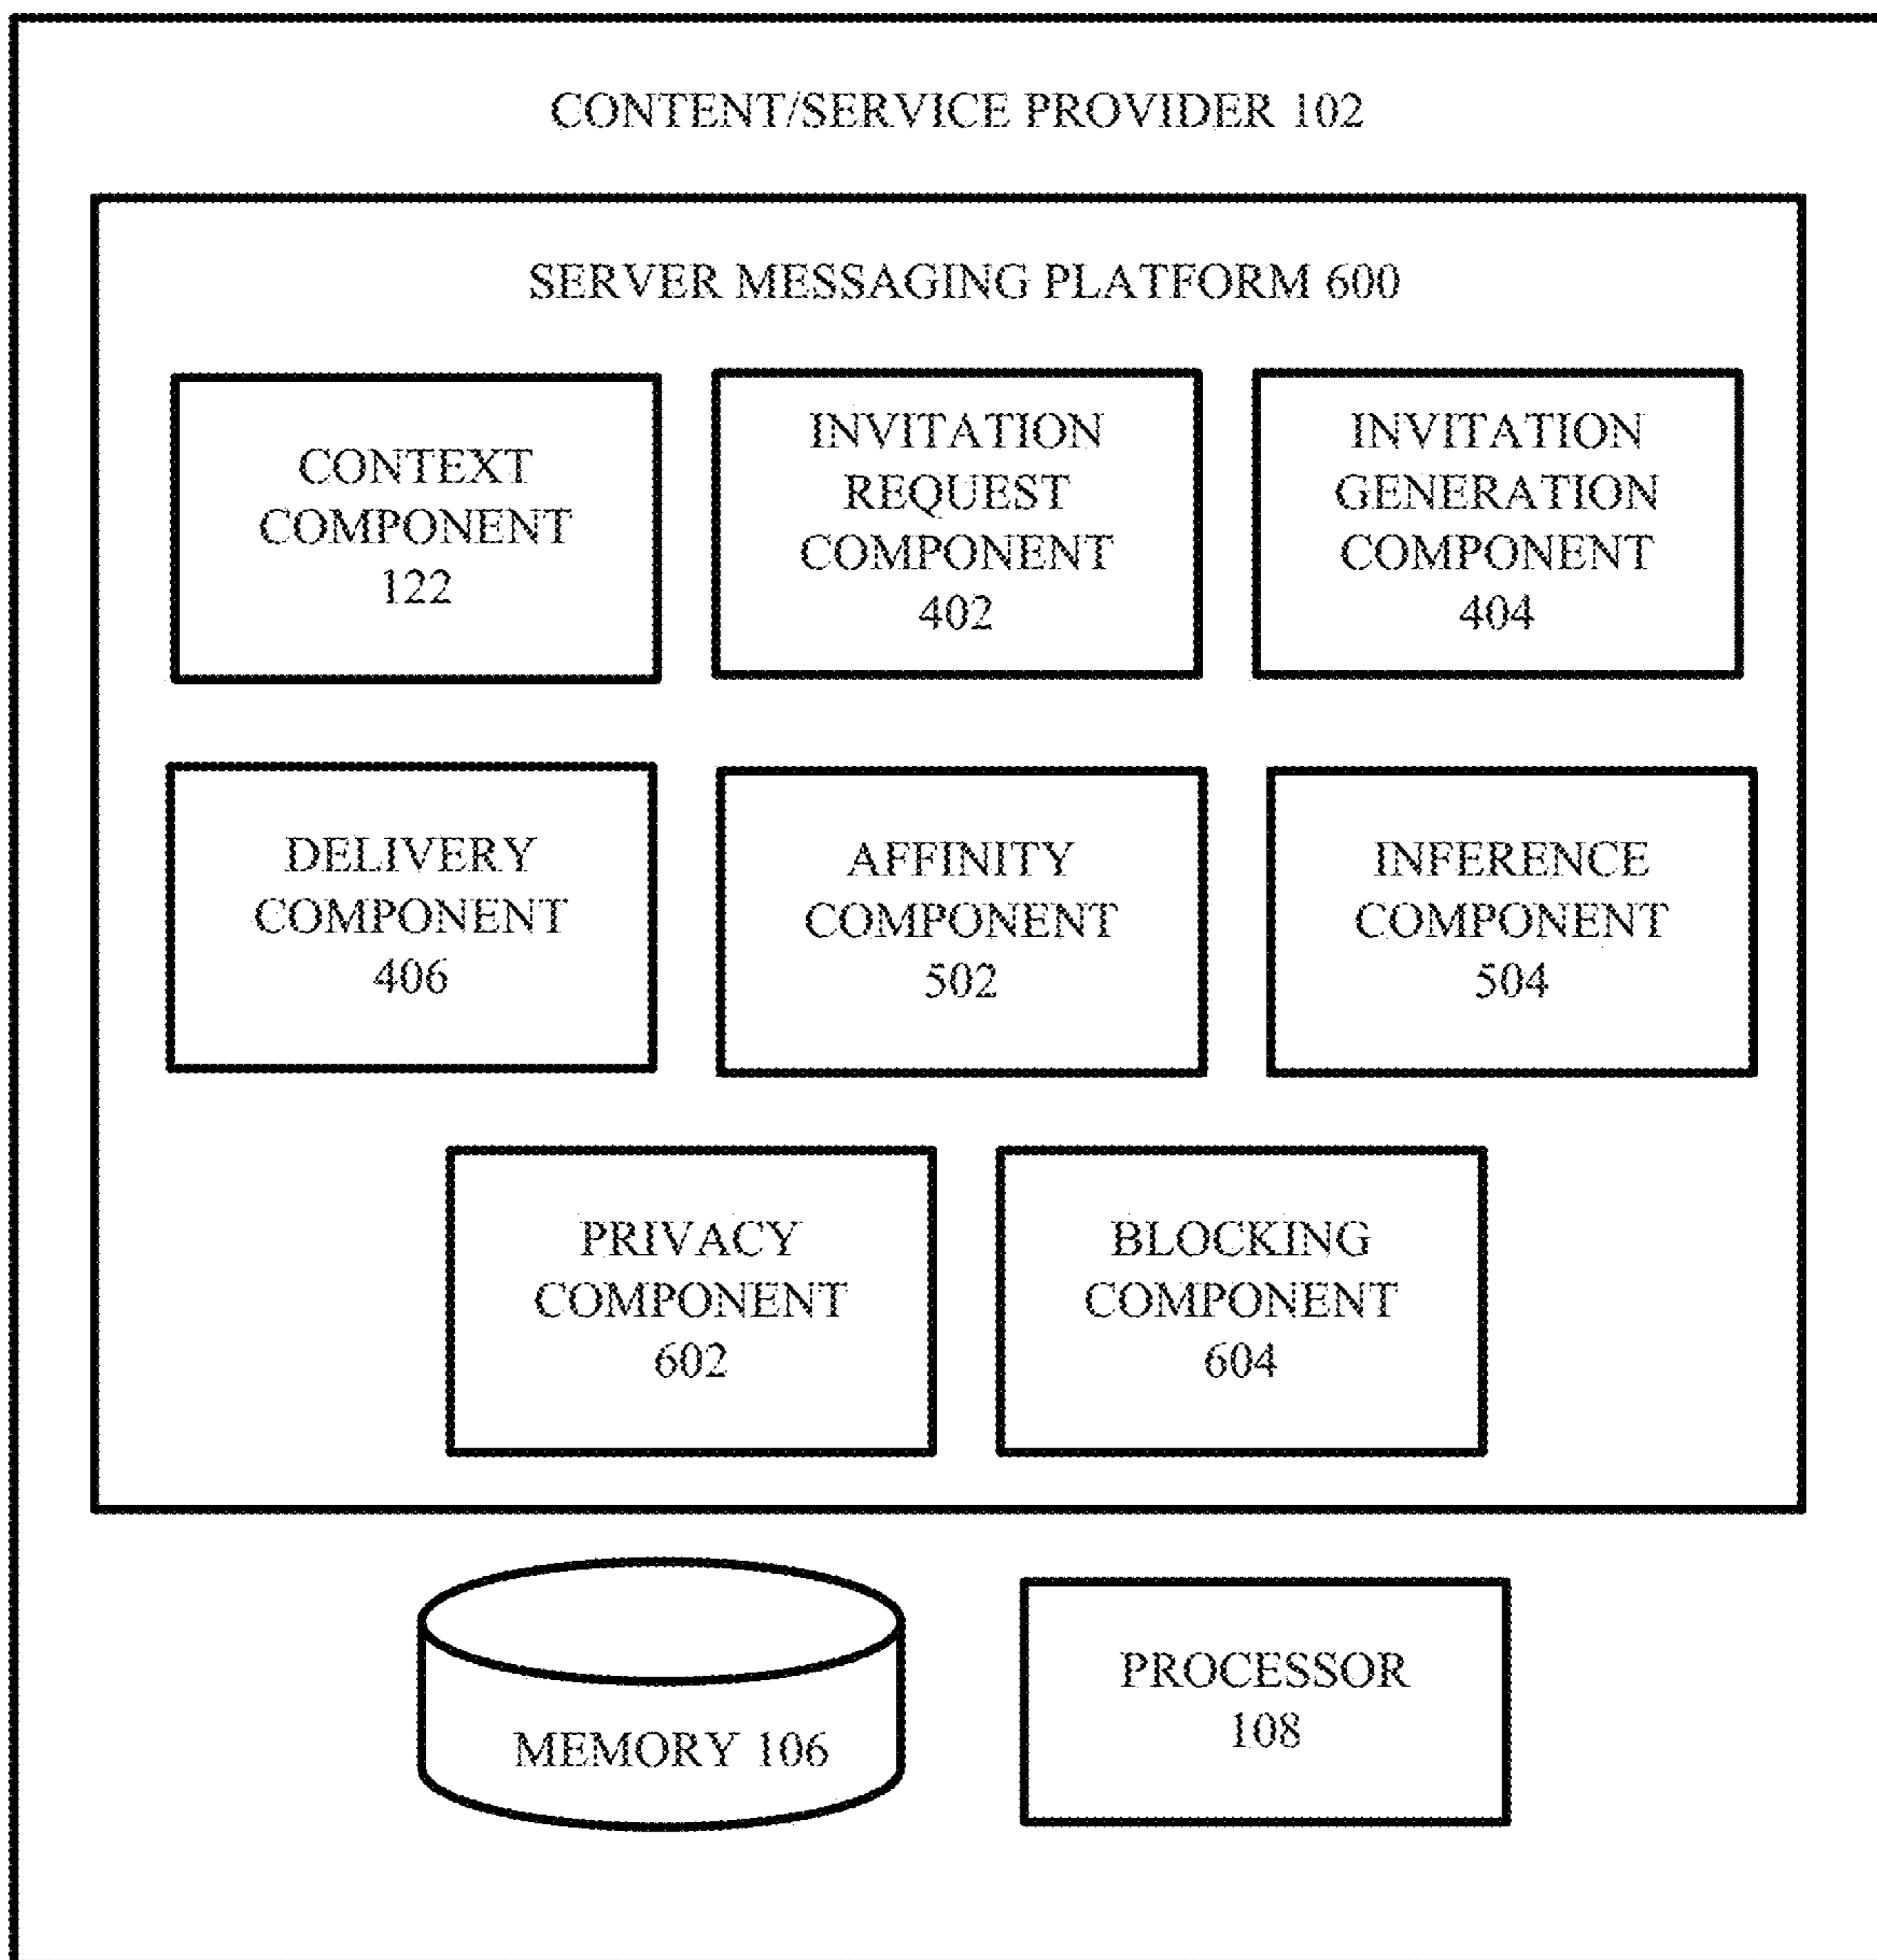 CONTENT/SERVICE PROVIDER 102
SERVER MESSAGING PLATFORM 600
CONTEXT
COMPONENT
122
INVITATION
REQUEST
COMPONENT
402
INVITATION
GENERATION
COMPONENT
404
DELIVERY
COMPONENT
406
AFFINITY
COMPONENT
502
INFERENCE
COMPONENT
504
PRIVACY
COMPONENT
602
BLOCKING
COMPONENT
604
MEMORY 106
PROCESSOR
108